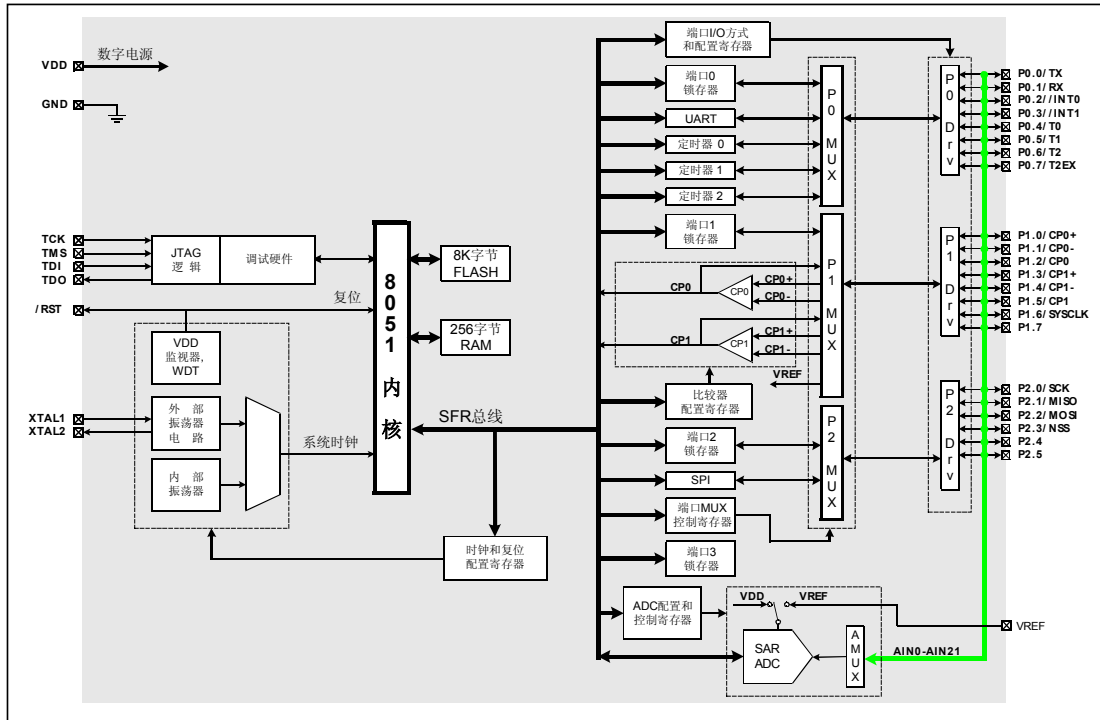 数字电源
VDD
GND
TCK
TMS
TDI
TDO
JTAG
逻辑
调试硬件
/RST
复位
VDD
监视器,
WDT
XTAL1
XTAL2
外部
振荡器
电路
内部
振荡器
系统时钟
8051内核
8K字节
FLASH
256字节
RAM
SFR总线
时钟和复位
配置寄存器
端口I/O方式
和配置寄存器
端口0
锁存器
UART
定时器 0
定时器 1
定时器 2
端口1
锁存器
CP0
CP0
CP0+
CP0-
CP1
CP1
CP1+
CP1-
VREF
比较器
配置寄存器
端口2
锁存器
SPI
端口MUX
控制寄存器
端口3
锁存器
ADC配置和
控制寄存器
VDD
VREF
SAR
ADC
AMUX
AIN0-AIN21
P0 MUX
P1 MUX
P2 MUX
P0 Drv
P1 Drv
P2 Drv
P0.0/ TX
P0.1/ RX
P0.2/ /INT0
P0.3/ /INT1
P0.4/ T0
P0.5/ T1
P0.6/ T2
P0.7/ T2EX
P1.0/ CP0+
P1.1/ CP0-
P1.2/ CP0
P1.3/ CP1+
P1.4/ CP1-
P1.5/ CP1
P1.6/ SYSCLK
P1.7
P2.0/ SCK
P2.1/ MISO
P2.2/ MOSI
P2.3/ NSS
P2.4
P2.5
VREF